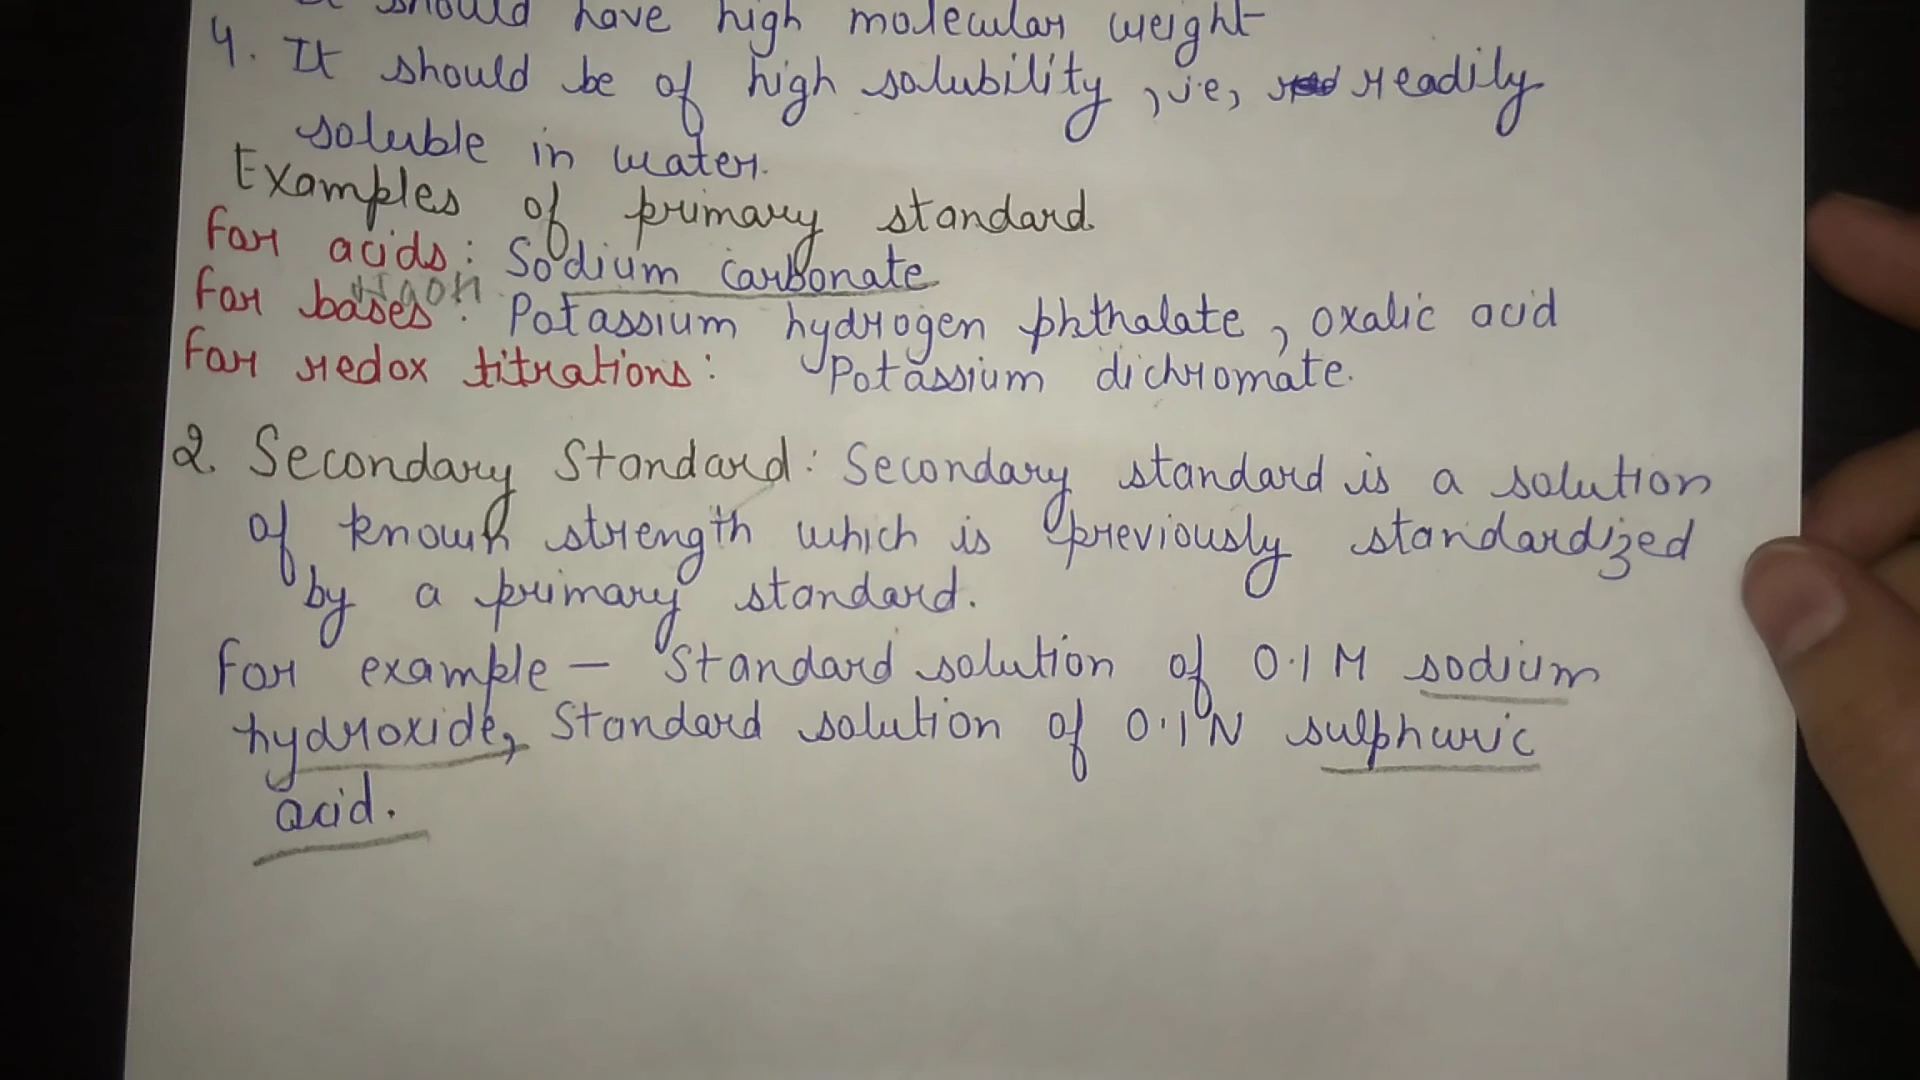 It should have high molecular weight
4. It should be of high solubility, ie, readily
soluble in water.
Examples of primary standard
For acids: Sodium carbonate
For bases: Potassium hydrogen phthalate, oxalic acid
For redox titrations: Potassium dichromate.
2. Secondary Standard: Secondary standard is a solution
of known strength which is previously standardized
by a primary standard.
For example - Standard solution of 0.1 M sodium
hydroxide, Standard solution of 0.1 N sulphuric
acid.